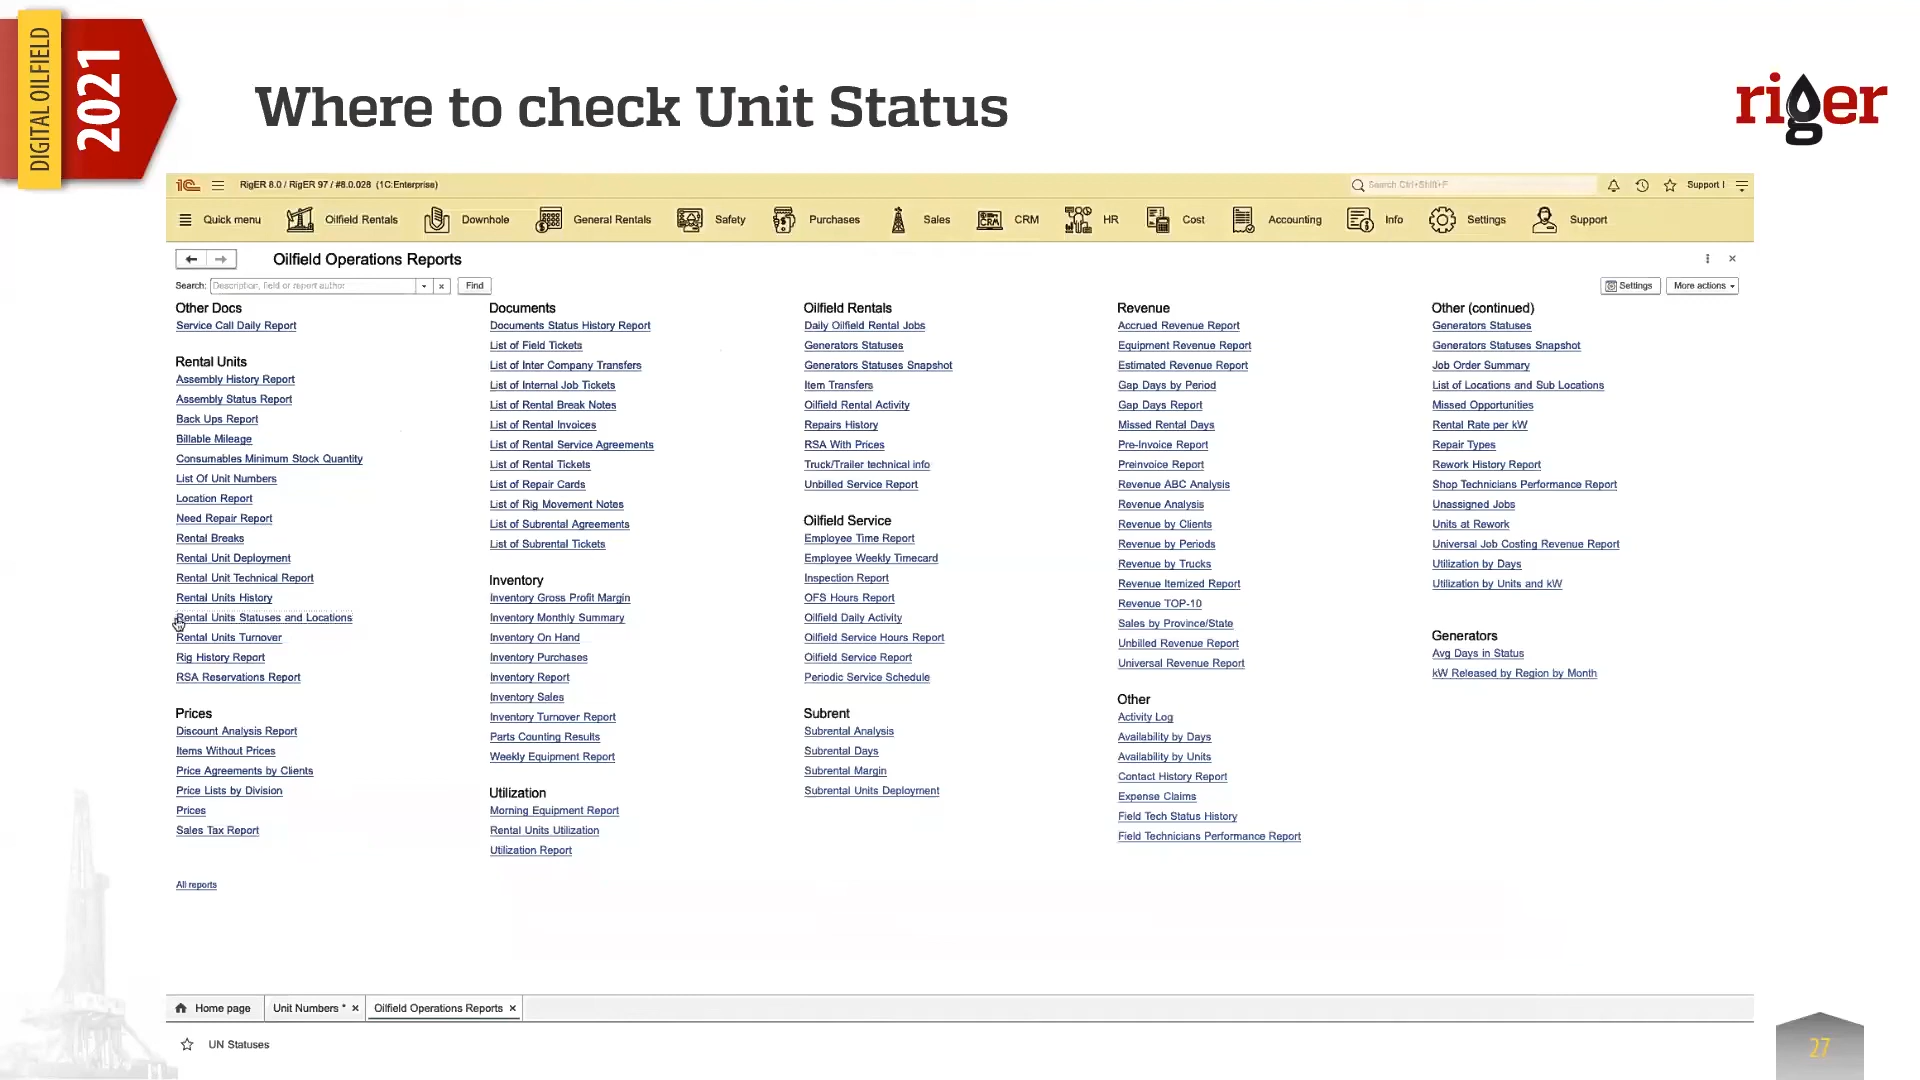 DIGITAL OILFIELD
2021
Where to check Unit Status
riger
1C RigER 8.0 / RigER 97 / #8.0.028 (1C:Enterprise)
Search Ctrl+Shift+F
Support I
Quick menu Oilfield Rentals Downhole General Rentals Safety Purchases Sales CRM HR Cost Accounting Info Settings Support
Oilfield Operations Reports
Search: Description, field or report author Find Settings More actions
Other Docs
Service Call Daily Report
Rental Units
Assembly History Report
Assembly Status Report
Back Ups Report
Billable Mileage
Consumables Minimum Stock Quantity
List Of Unit Numbers
Location Report
Need Repair Report
Rental Breaks
Rental Unit Deployment
Rental Unit Technical Report
Rental Units History
Rental Units Statuses and Locations
Rental Units Turnover
Rig History Report
RSA Reservations Report
Prices
Discount Analysis Report
Items Without Prices
Price Agreements by Clients
Price Lists by Division
Prices
Sales Tax Report
All reports
Documents
Documents Status History Report
List of Field Tickets
List of Inter Company Transfers
List of Internal Job Tickets
List of Rental Break Notes
List of Rental Invoices
List of Rental Service Agreements
List of Rental Tickets
List of Repair Cards
List of Rig Movement Notes
List of Subrental Agreements
List of Subrental Tickets
Inventory
Inventory Gross Profit Margin
Inventory Monthly Summary
Inventory On Hand
Inventory Purchases
Inventory Report
Inventory Sales
Inventory Turnover Report
Parts Counting Results
Weekly Equipment Report
Utilization
Morning Equipment Report
Rental Units Utilization
Utilization Report
Oilfield Rentals
Daily Oilfield Rental Jobs
Generators Statuses
Generators Statuses Snapshot
Item Transfers
Oilfield Rental Activity
Repairs History
RSA With Prices
Truck/Trailer technical info
Unbilled Service Report
Oilfield Service
Employee Time Report
Employee Weekly Timecard
Inspection Report
OFS Hours Report
Oilfield Daily Activity
Oilfield Service Hours Report
Oilfield Service Report
Periodic Service Schedule
Subrent
Subrental Analysis
Subrental Days
Subrental Margin
Subrental Units Deployment
Revenue
Accrued Revenue Report
Equipment Revenue Report
Estimated Revenue Report
Gap Days by Period
Gap Days Report
Missed Rental Days
Pre-Invoice Report
Preinvoice Report
Revenue ABC Analysis
Revenue Analysis
Revenue by Clients
Revenue by Periods
Revenue by Trucks
Revenue Itemized Report
Revenue TOP-10
Sales by Province/State
Unbilled Revenue Report
Universal Revenue Report
Other
Activity Log
Availability by Days
Availability by Units
Contact History Report
Expense Claims
Field Tech Status History
Field Technicians Performance Report
Other (continued)
Generators Statuses
Generators Statuses Snapshot
Job Order Summary
List of Locations and Sub Locations
Missed Opportunities
Rental Rate per kW
Repair Types
Rework History Report
Shop Technicians Performance Report
Unassigned Jobs
Units at Rework
Universal Job Costing Revenue Report
Utilization by Days
Utilization by Units and kW
Generators
Avg Days in Status
kW Released by Region by Month
Home page Unit Numbers * Oilfield Operations Reports
UN Statuses
27